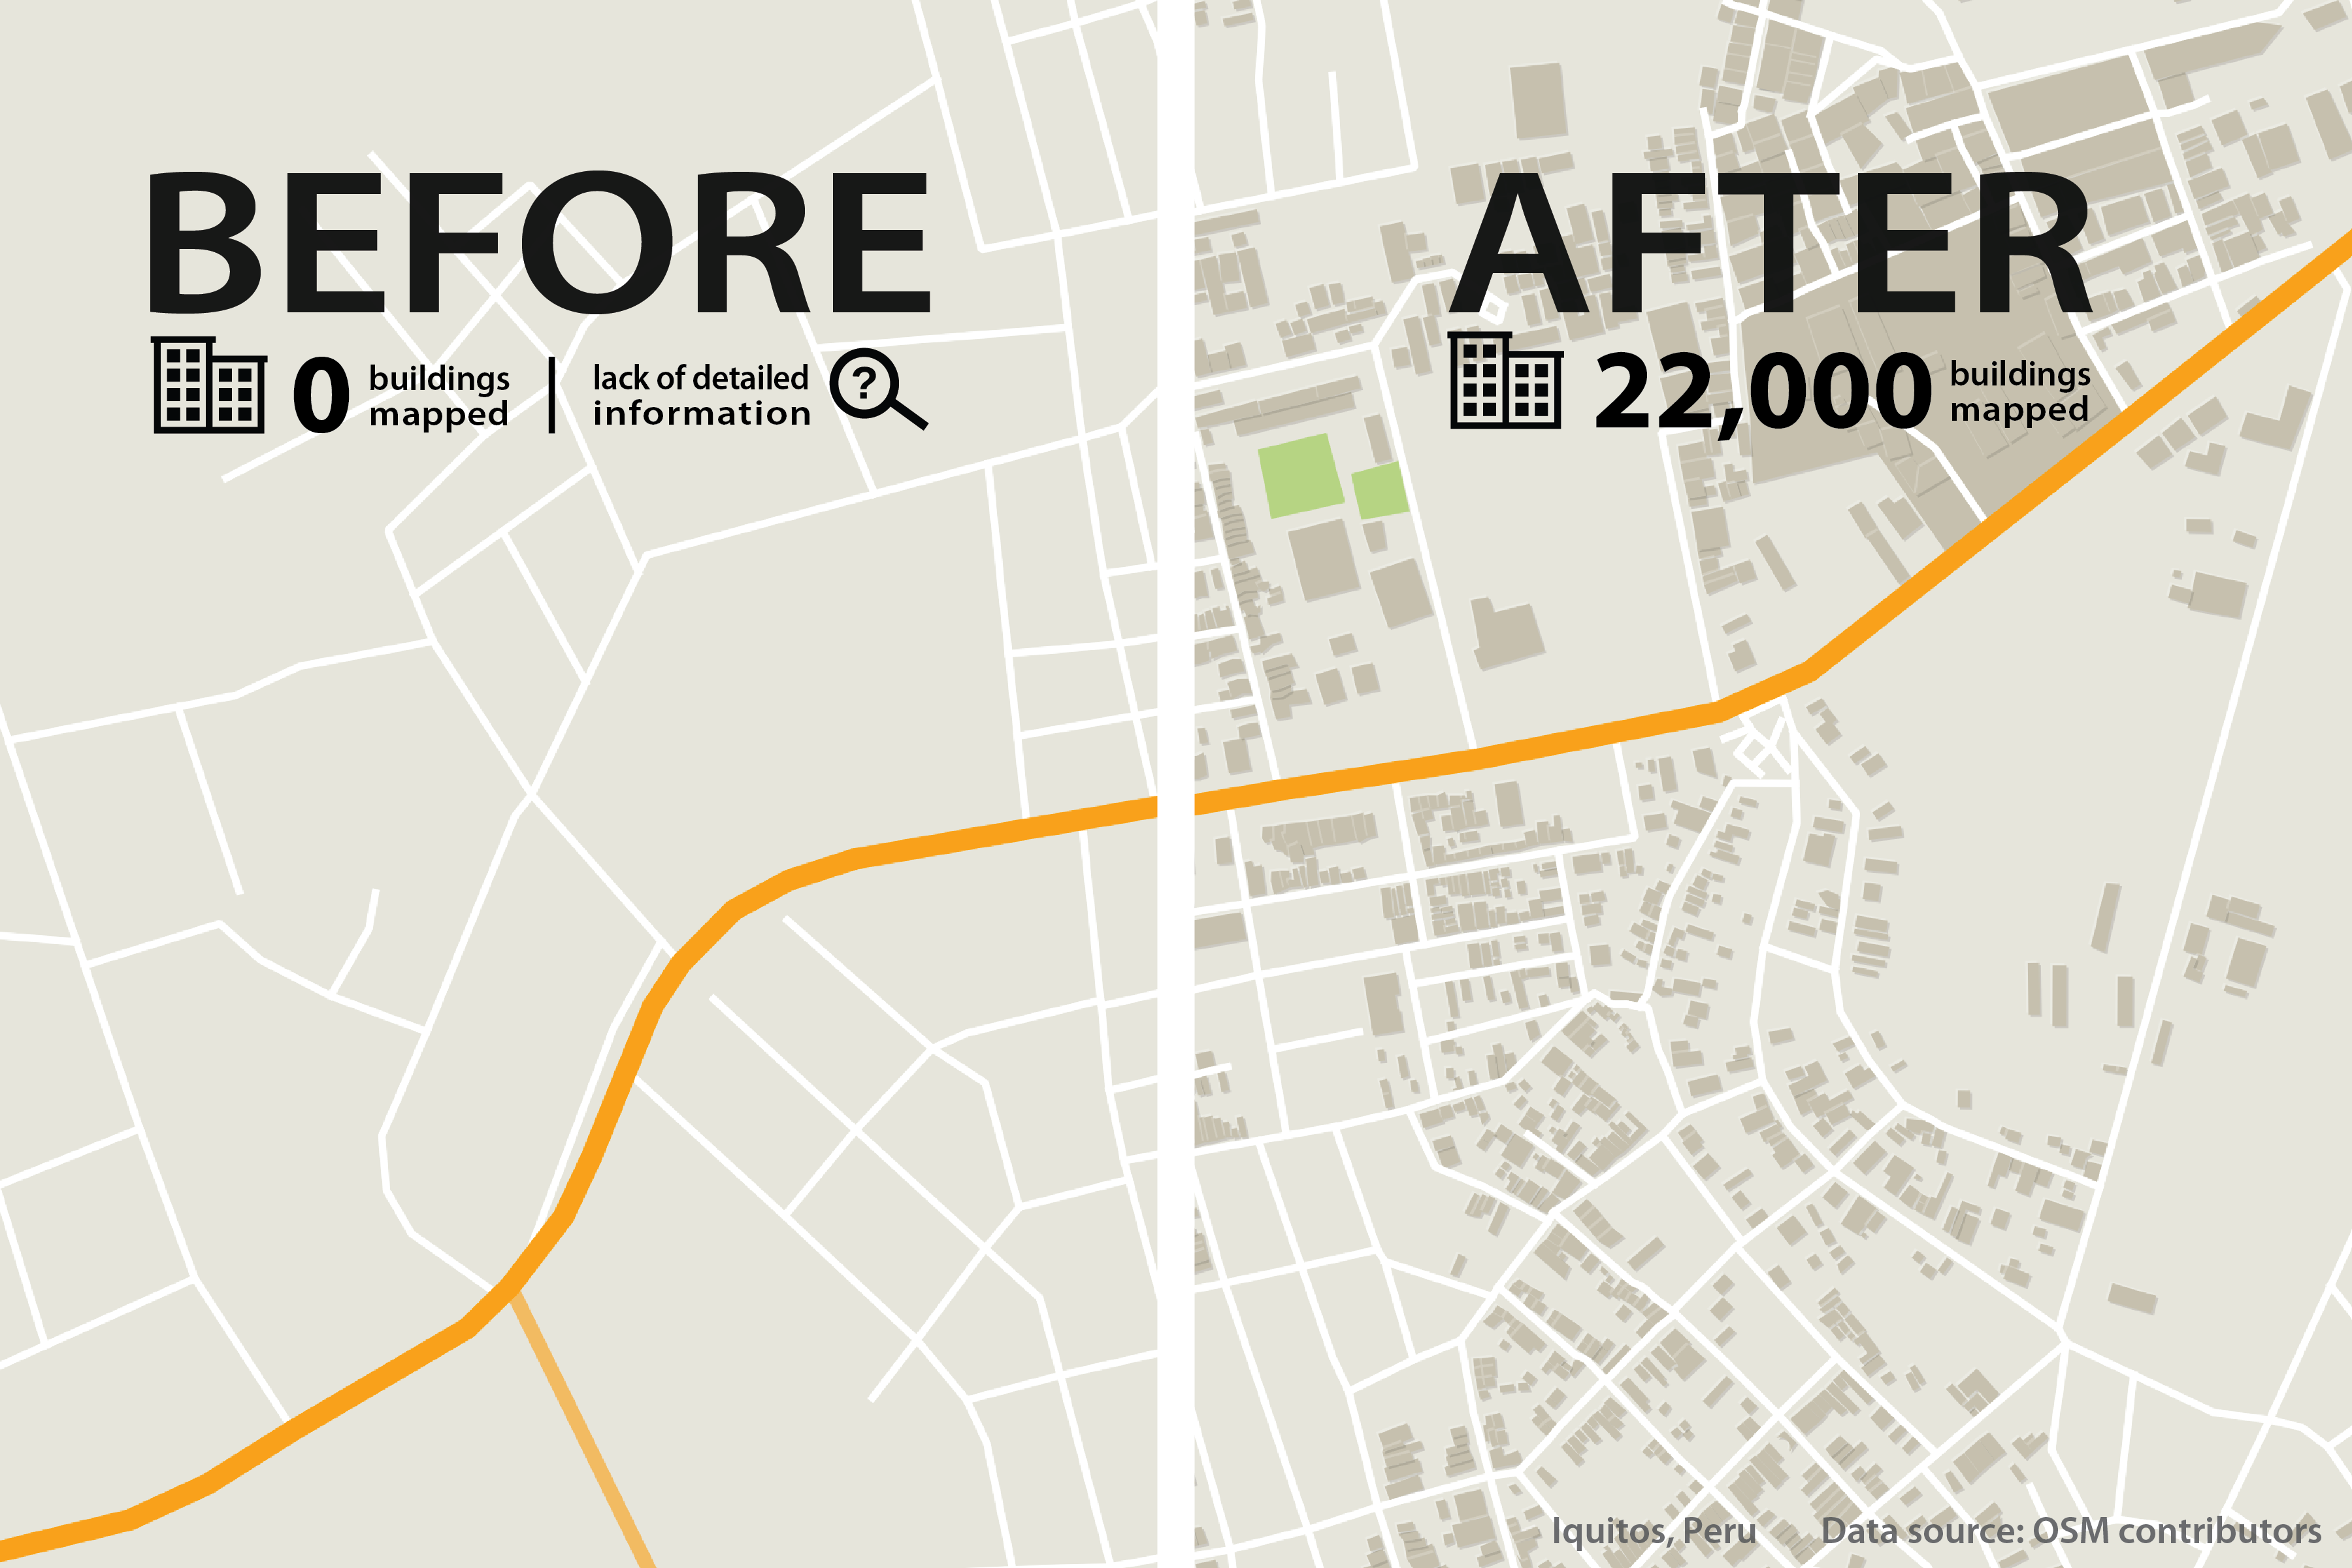 BEFORE
0 buildings mapped | lack of detailed information ?
AFTER
22,000 buildings mapped
Iquitos, Peru Data source: OSM contributors